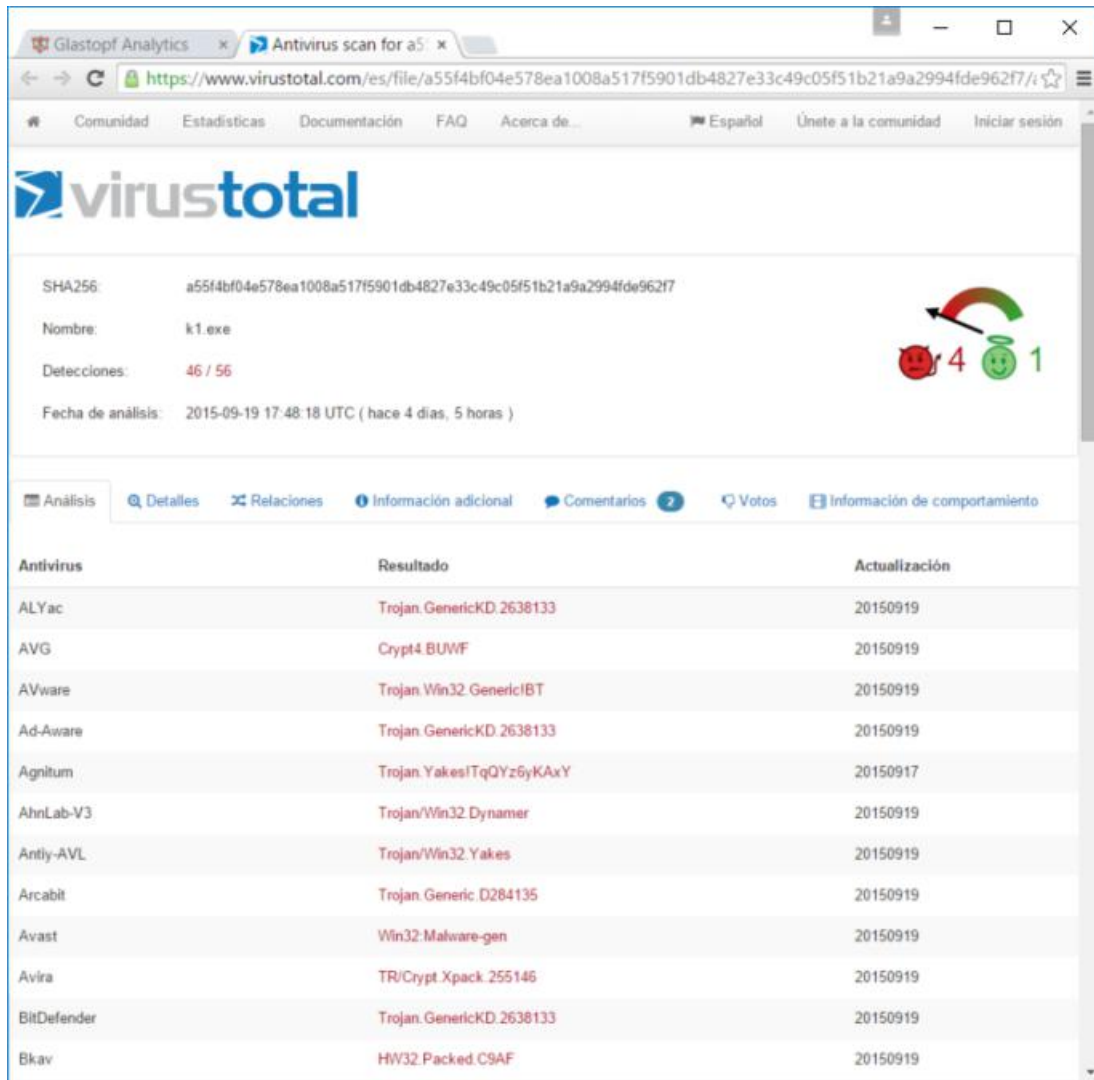 Glastopf Analytics
Antivirus scan for a5
https://www.virustotal.com/es/file/a55f4bf04e578ea1008a517f5901db4827e33c49c05f51b21a9a2994fde962f7/
Comunidad Estadísticas Documentación FAQ Acerca de... Español Únete a la comunidad Iniciar sesión
virustotal
SHA256: a55f4bf04e578ea1008a517f5901db4827e33c49c05f51b21a9a2994fde962f7
Nombre: k1.exe
Detecciones: 46 / 56
4 1
Fecha de análisis: 2015-09-19 17:48:18 UTC ( hace 4 días, 5 horas )
Análisis Detalles Relaciones Información adicional Comentarios 2 Votos Información de comportamiento
Antivirus Resultado Actualización
ALYac Trojan.GenericKD.2638133 20150919
AVG Crypt4.BUWF 20150919
AVware Trojan.Win32.Generic!BT 20150919
Ad-Aware Trojan.GenericKD.2638133 20150919
Agnitum Trojan.Yakes!TqQYz6yKAxY 20150917
AhnLab-V3 Trojan/Win32.Dynamer 20150919
Antiy-AVL Trojan/Win32.Yakes 20150919
Arcabit Trojan.Generic.D284135 20150919
Avast Win32:Malware-gen 20150919
Avira TR/Crypt.Xpack.255146 20150919
BitDefender Trojan.GenericKD.2638133 20150919
Bkav HW32.Packed.C9AF 20150919